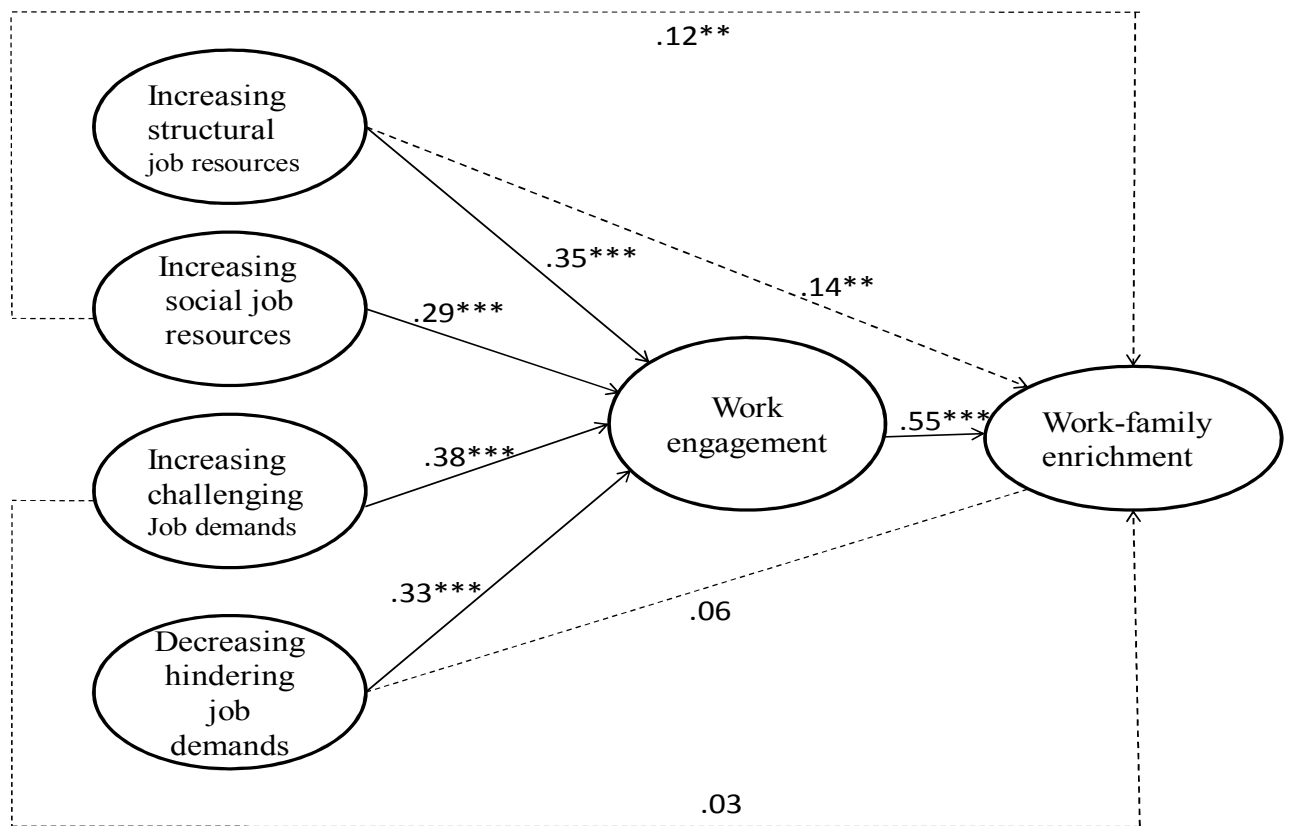 .12**
Increasing
structural
job resources
.35***
.14**
Increasing
social job
resources
.29***
Work
engagement
.55***
Work-family
enrichment
Increasing
challenging
Job demands
.38***
.33***
.06
Decreasing
hindering
job
demands
.03